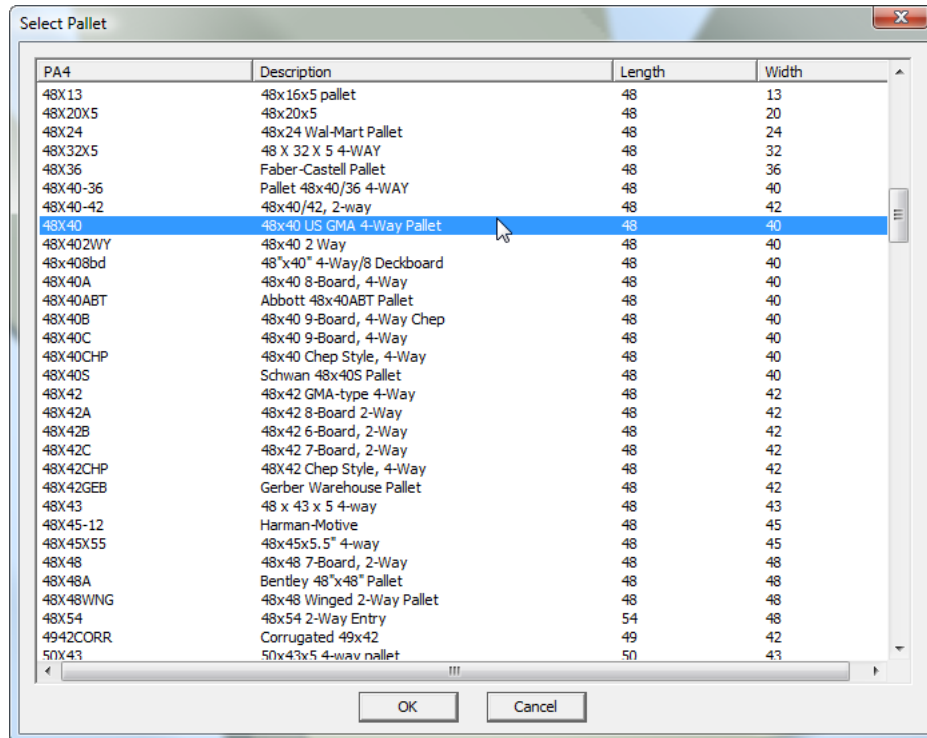 Select Pallet
PA4 Description Length Width
48X13 48x16x5 pallet 48 13
48X20X5 48x20x5 48 20
48X24 48x24 Wal-Mart Pallet 48 24
48X32X5 48 X 32 X 5 4-WAY 48 32
48X36 Faber-Castell Pallet 48 36
48X40-36 Pallet 48x40/36 4-WAY 48 40
48X40-42 48x40/42, 2-way 48 42
48X40 48x40 US GMA 4-Way Pallet 48 40
48X402WY 48x40 2 Way 48 40
48x408bd 48"x40" 4-Way/8 Deckboard 48 40
48X40A 48x40 8-Board, 4-Way 48 40
48X40ABT Abbott 48x40ABT Pallet 48 40
48X40B 48x40 9-Board, 4-Way Chep 48 40
48X40C 48x40 9-Board, 4-Way 48 40
48X40CHP 48x40 Chep Style, 4-Way 48 40
48X40S Schwan 48x40S Pallet 48 40
48X42 48x42 GMA-type 4-Way 48 42
48X42A 48x42 8-Board 2-Way 48 42
48X42B 48x42 6-Board, 2-Way 48 42
48X42C 48x42 7-Board, 2-Way 48 42
48X42CHP 48X42 Chep Style, 4-Way 48 42
48X42GEB Gerber Warehouse Pallet 48 42
48X43 48 x 43 x 5 4-way 48 43
48X45-12 Harman-Motive 48 45
48X45X55 48x45x5.5" 4-way 48 45
48X48 48x48 7-Board, 2-Way 48 48
48X48A Bentley 48"x48" Pallet 48 48
48X48WNG 48x48 Winged 2-Way Pallet 48 48
48X54 48x54 2-Way Entry 54 48
4942CORR Corrugated 49x42 49 42
50X43 50x43x5 4-way pallet 50 43
OK Cancel